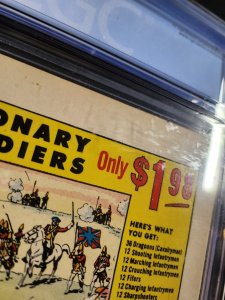 CGC
ONARY
DIERS Only $1.98
HERE'S WHAT
YOU GET:
36 Dragoons (Cavalrymen)
12 Shooting Infantrymen
12 Marching Infantrymen
12 Crouching Infantrymen
12 Fifers
12 Charging Infantrymen
12 Sharpshooters